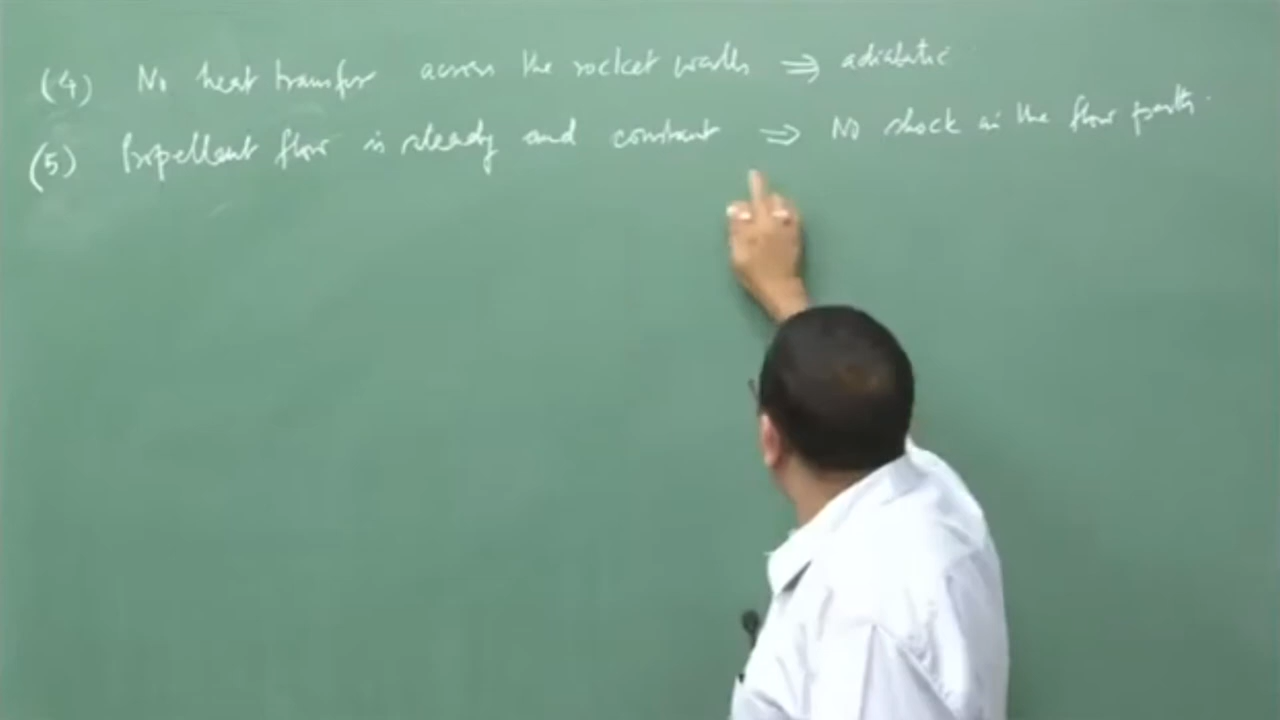 (4) No heat transfer across the rocket walls ⇒ adiabatic
(5) Propellant flow is steady and constant ⇒ No shock in the flow path.